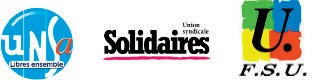 UNSa
Libres ensemble
Union
syndicale
Solidaires
U.
F.S.U.